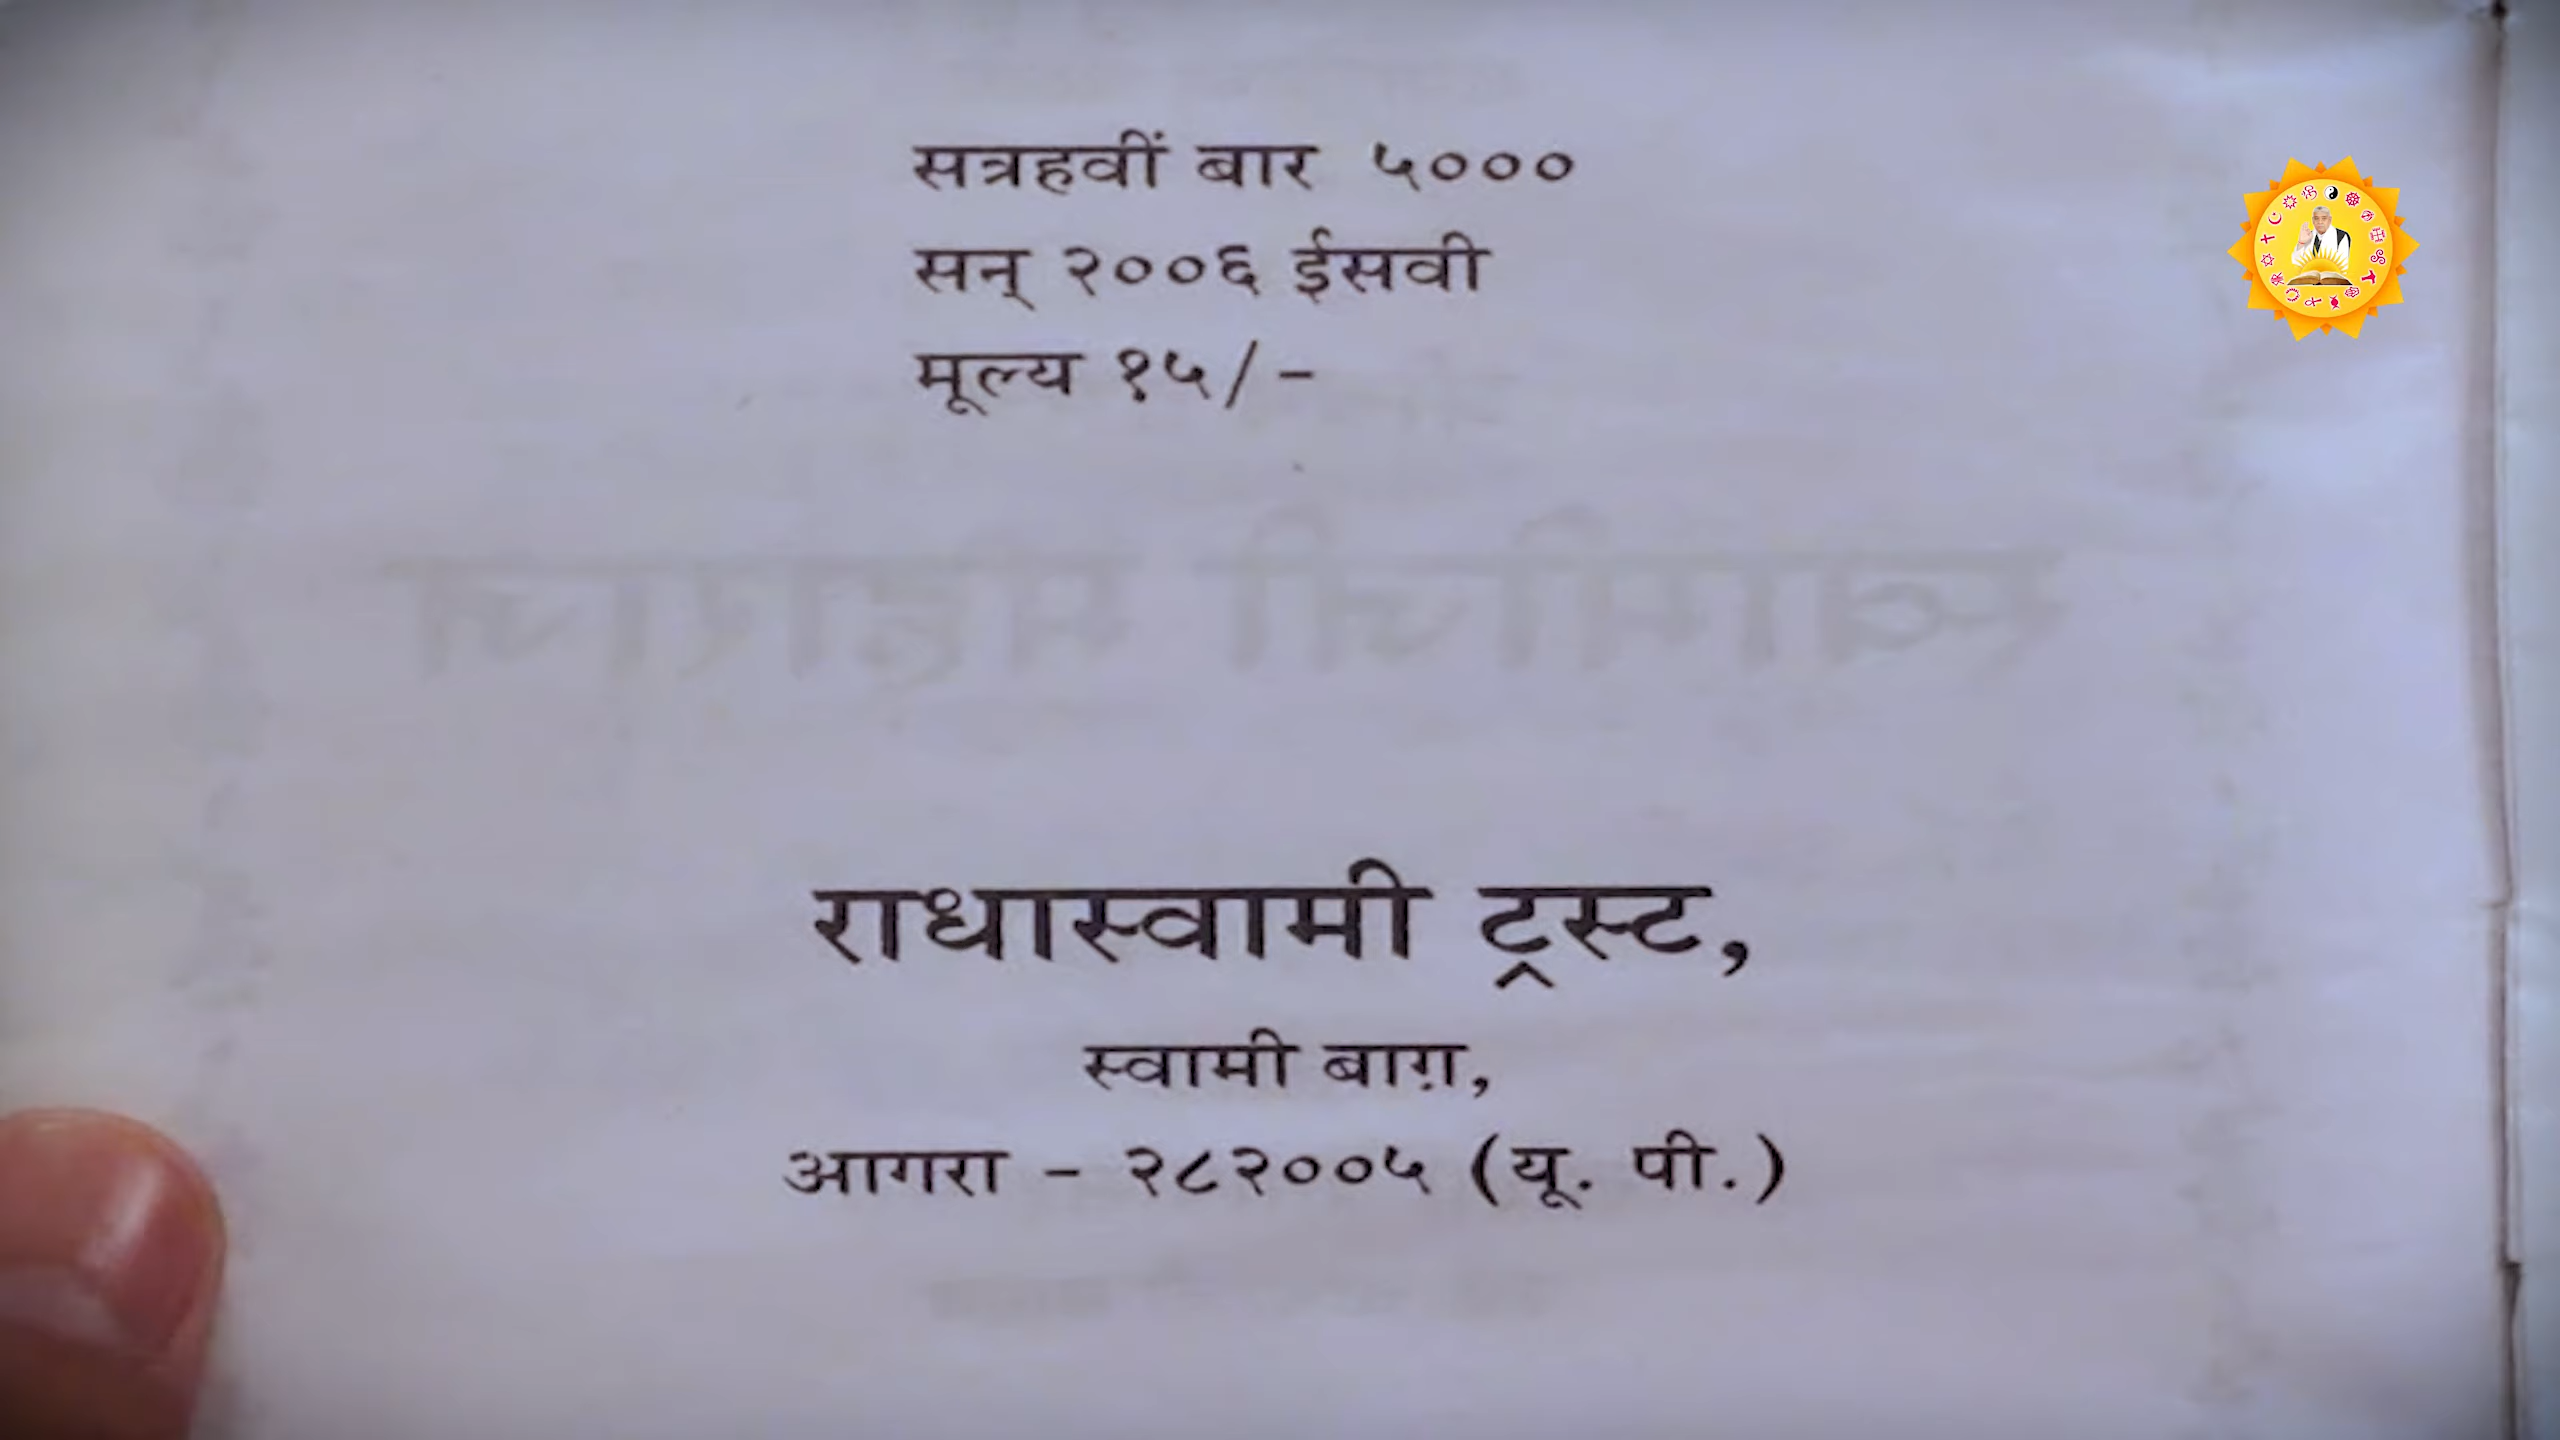 सत्रहवीं बार ५०००
सन् २००६ ईसवी
मूल्य १५/-
राधास्वामी ट्रस्ट,
स्वामी बाग़,
आगरा - २८२००५ (यू. पी.)